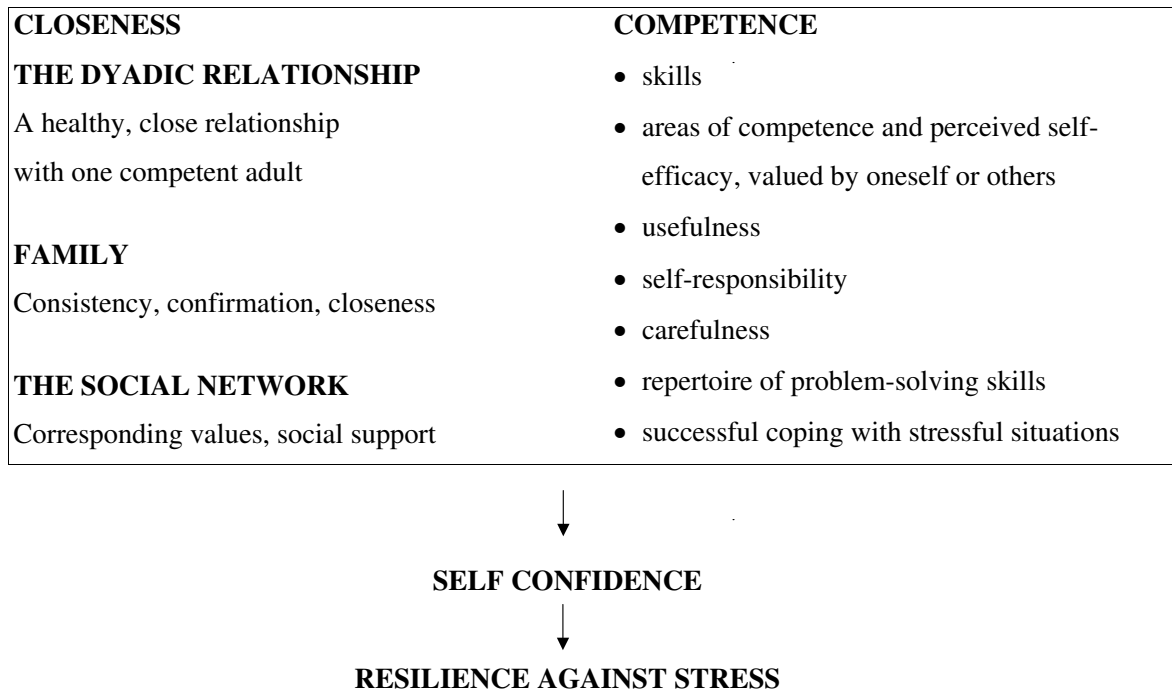 CLOSENESS
THE DYADIC RELATIONSHIP
A healthy, close relationship
with one competent adult
FAMILY
Consistency, confirmation, closeness
THE SOCIAL NETWORK
Corresponding values, social support
COMPETENCE
• skills
• areas of competence and perceived self-
efficacy, valued by oneself or others
• usefulness
• self-responsibility
• carefulness
• repertoire of problem-solving skills
• successful coping with stressful situations
SELF CONFIDENCE
RESILIENCE AGAINST STRESS